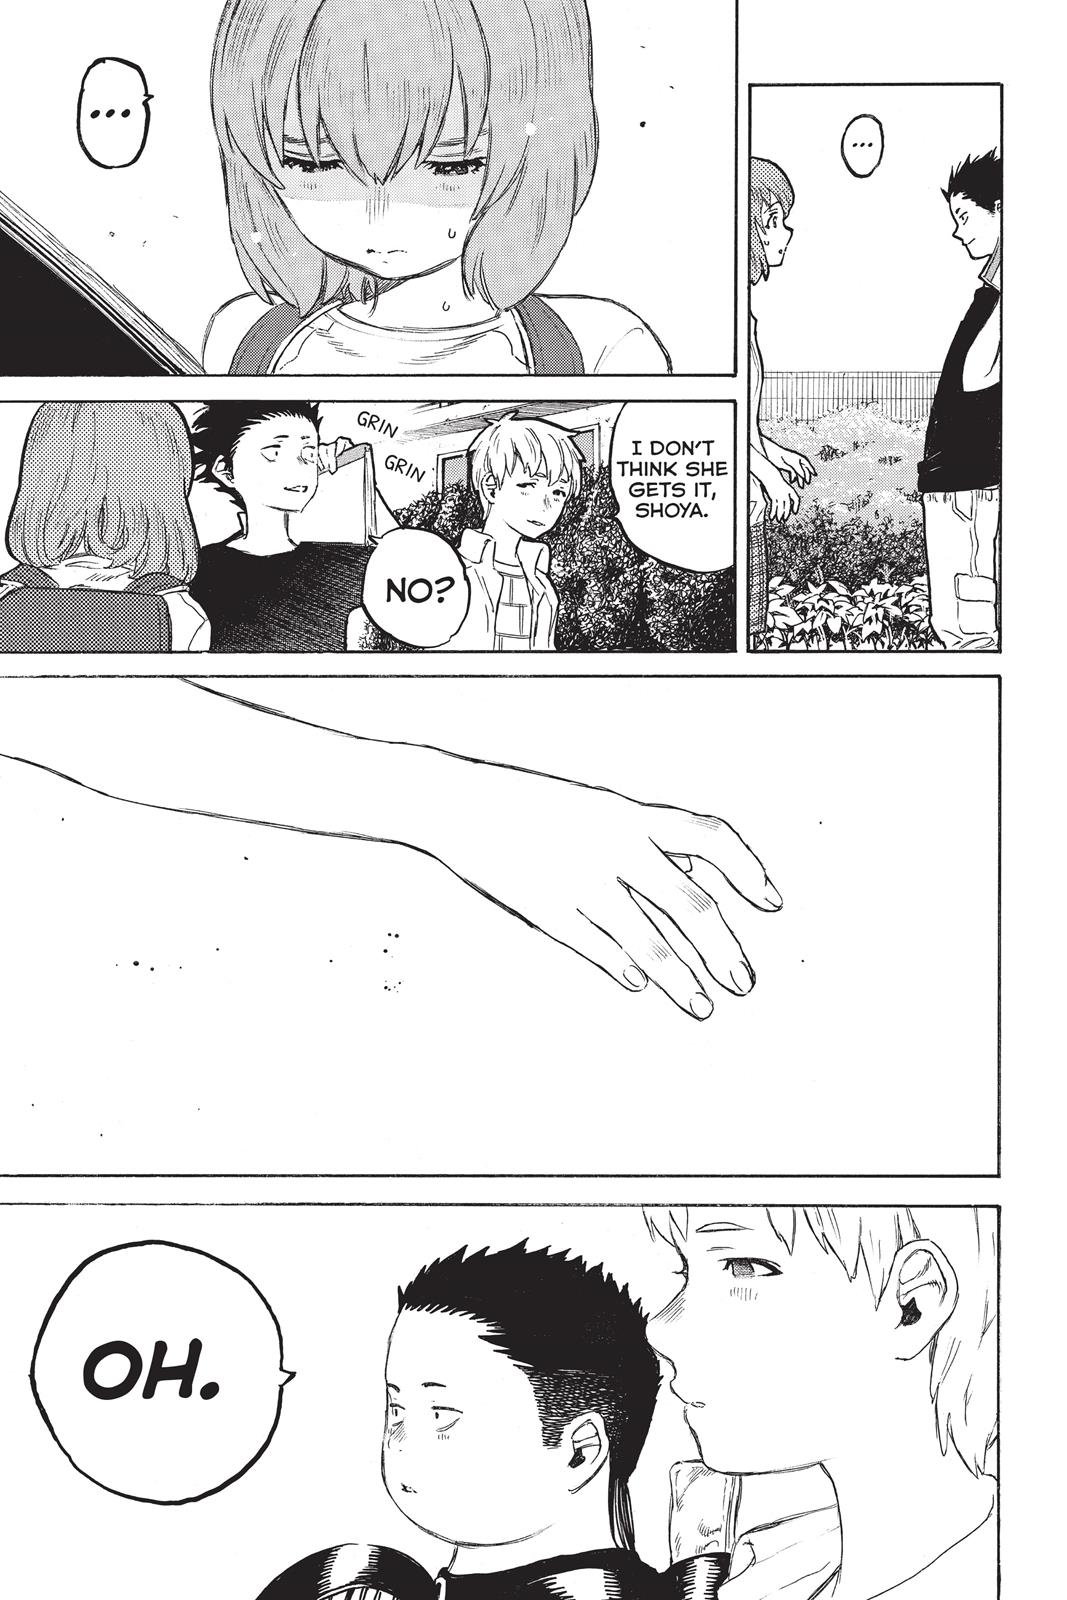 ...
...
I DON'T
THINK SHE
GETS IT,
SHOYA.
NO?
GRIN
GRIN
OH.